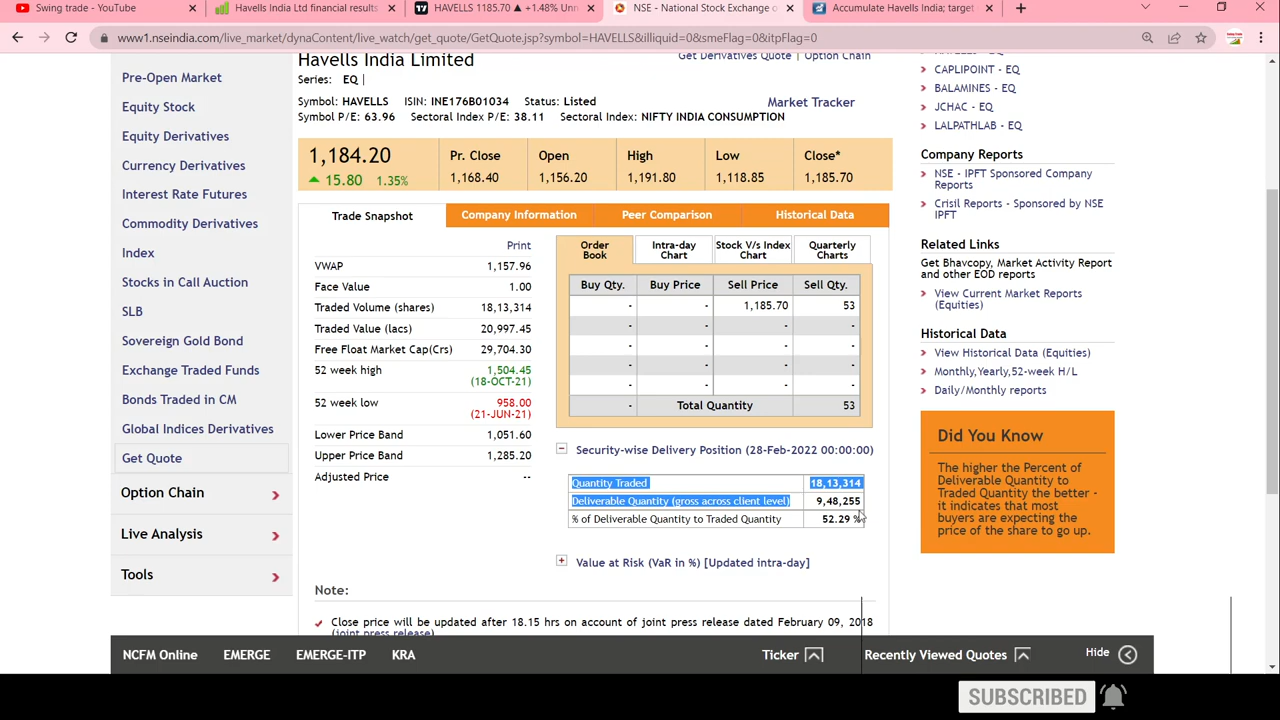 Swing trade - YouTube
Havells India Ltd financial results
HAVELLS 1185.70 ▲ +1.48% Unn
NSE - National Stock Exchange o
Accumulate Havells India; target
www1.nseindia.com/live_market/dynaContent/live_watch/get_quote/GetQuote.jsp?symbol=HAVELLS&illiquid=0&smeFlag=0&itpFlag=0
Pre-Open Market
Equity Stock
Equity Derivatives
Currency Derivatives
Interest Rate Futures
Commodity Derivatives
Index
Stocks in Call Auction
SLB
Sovereign Gold Bond
Exchange Traded Funds
Bonds Traded in CM
Global Indices Derivatives
Get Quote
Option Chain
Live Analysis
Tools
Havells India Limited
Get Derivatives Quote | Option Chain
Series: EQ |
Symbol: HAVELLS ISIN: INE176B01034 Status: Listed
Market Tracker
Symbol P/E: 63.96 Sectoral Index P/E: 38.11 Sectoral Index: NIFTY INDIA CONSUMPTION
1,184.20 Pr. Close Open High Low Close*
15.80 1.35% 1,168.40 1,156.20 1,191.80 1,118.85 1,185.70
Trade Snapshot Company Information Peer Comparison Historical Data
Print
VWAP 1,157.96
Face Value 1.00
Traded Volume (shares) 18,13,314
Traded Value (lacs) 20,997.45
Free Float Market Cap(Crs) 29,704.30
52 week high 1,504.45
(18-OCT-21)
52 week low 958.00
(21-JUN-21)
Lower Price Band 1,051.60
Upper Price Band 1,285.20
Adjusted Price --
Order Book
Intra-day Chart
Stock V/s Index Chart
Quarterly Charts
Buy Qty. Buy Price Sell Price Sell Qty.
- - 1,185.70 53
- - - -
- - - -
- - - -
- - - -
- Total Quantity 53
Security-wise Delivery Position (28-Feb-2022 00:00:00)
Quantity Traded 18,13,314
Deliverable Quantity (gross across client level) 9,48,255
% of Deliverable Quantity to Traded Quantity 52.29 %
Value at Risk (VaR in %) [Updated intra-day]
Note:
Close price will be updated after 18.15 hrs on account of joint press release dated February 09, 2018
(joint press release)
CAPLIPOINT - EQ
BALAMINES - EQ
JCHAC - EQ
LALPATHLAB - EQ
Company Reports
NSE - IPFT Sponsored Company
Reports
Crisil Reports - Sponsored by NSE
IPFT
Related Links
Get Bhavcopy, Market Activity Report
and other EOD reports
View Current Market Reports
(Equities)
Historical Data
View Historical Data (Equities)
Monthly,Yearly,52-week H/L
Daily/Monthly reports
Did You Know
The higher the Percent of
Deliverable Quantity to
Traded Quantity the better -
it indicates that most
buyers are expecting the
price of the share to go up.
NCFM Online EMERGE EMERGE-ITP KRA
Ticker Recently Viewed Quotes Hide
SUBSCRIBED